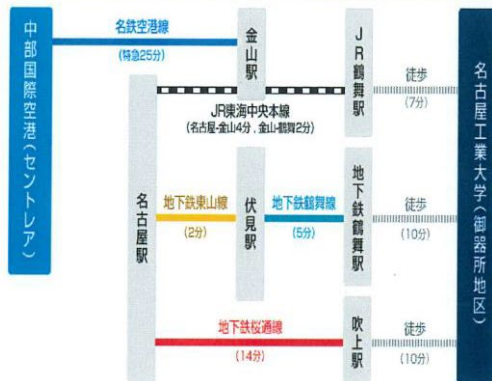 中部国際空港(セントレア)
名鉄空港線
(特急25分)
金山駅
JR鶴舞駅
徒歩
(7分)
名古屋工業大学(御器所地区)
JR東海中央本線
(名古屋-金山4分，金山-鶴舞2分)
名古屋駅
地下鉄東山線
(2分)
伏見駅
地下鉄鶴舞線
(5分)
地下鉄鶴舞駅
徒歩
(10分)
地下鉄桜通線
(14分)
吹上駅
徒歩
(10分)